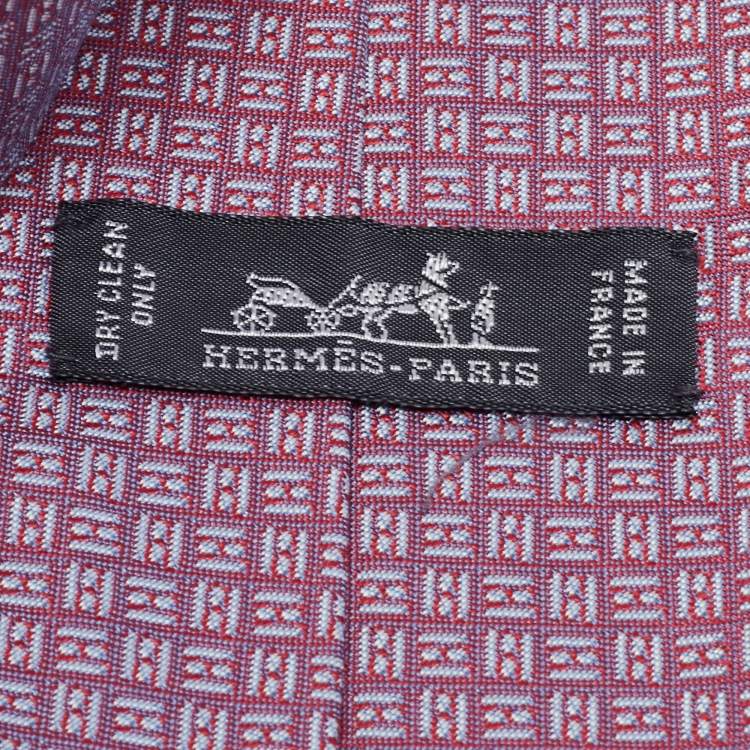 DRY CLEAN
ONLY
HERMÈS-PARIS
MADE IN
FRANCE